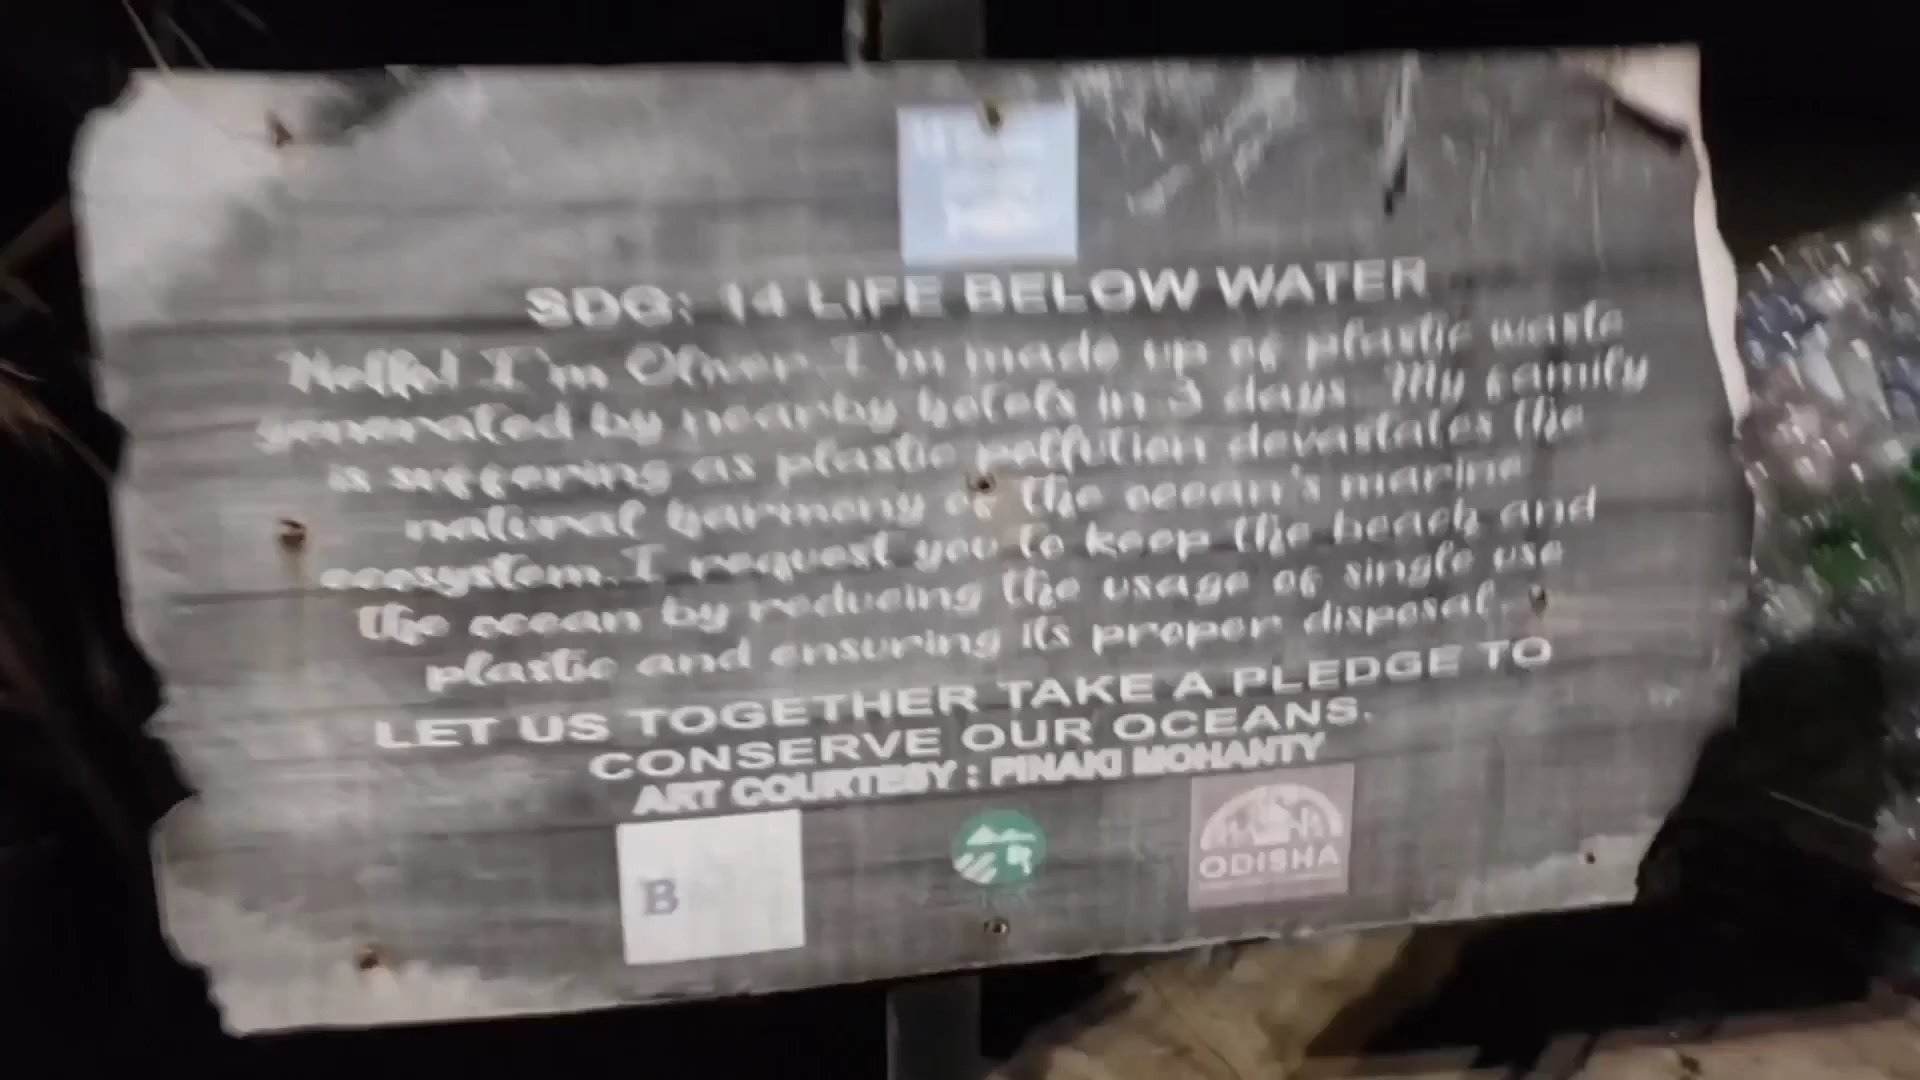 SDG: 14 LIFE BELOW WATER
Hello! I'm Oliver. I'm made up of plastic waste
generated by nearby hotels in 3 days. My family
is suffering as plastic pollution devastates the
natural harmony of the ocean's marine
ecosystem. I request you to keep the beach and
the ocean by reducing the usage of single use
plastic and ensuring its proper disposal.
LET US TOGETHER TAKE A PLEDGE TO
CONSERVE OUR OCEANS.
ART COURTESY : PINAKI MOHANTY
B
ODISHA